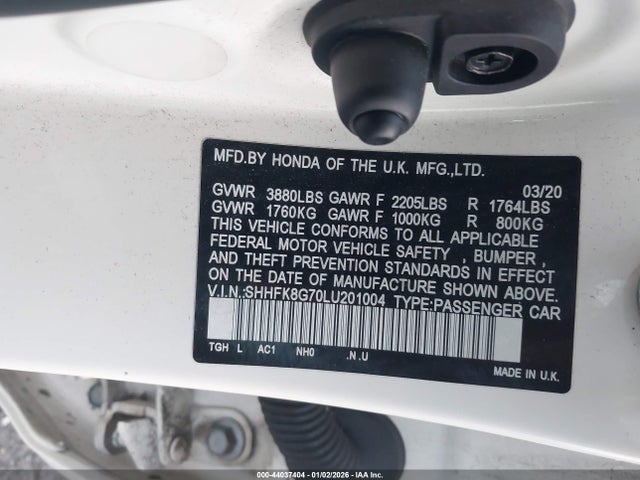 MFD.BY HONDA OF THE U.K. MFG.,LTD.
03/20
GVWR 3880LBS GAWR F 2205LBS R 1764LBS
GVWR 1760KG GAWR F 1000KG R 800KG
THIS VEHICLE CONFORMS TO ALL APPLICABLE
FEDERAL MOTOR VEHICLE SAFETY , BUMPER ,
AND THEFT PREVENTION STANDARDS IN EFFECT
ON THE DATE OF MANUFACTURE SHOWN ABOVE.
V.I.N.:SHHFK8G70LU201004 TYPE:PASSENGER CAR
TGH L AC1 NH0 .N.U
MADE IN U.K.
000-44037404 | 01/02/2026 - IAA Inc.